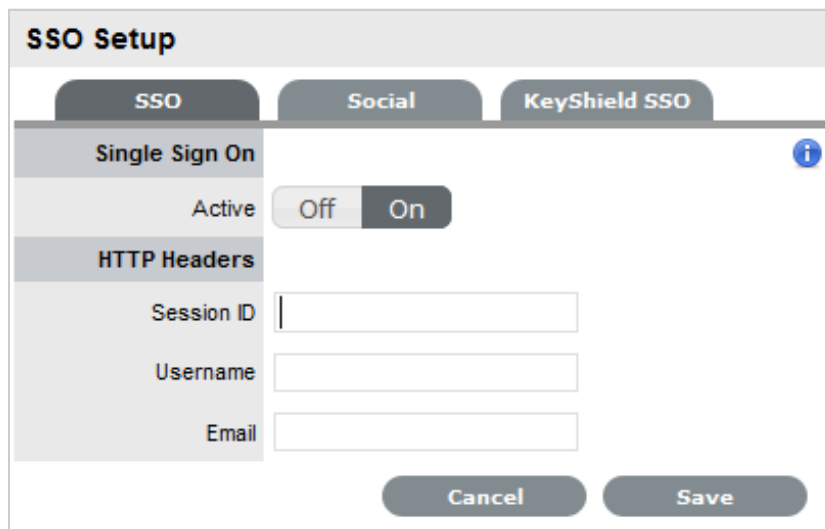 SSO Setup
SSO Social KeyShield SSO
Single Sign On i
Active Off On
HTTP Headers
Session ID
Username
Email
Cancel Save